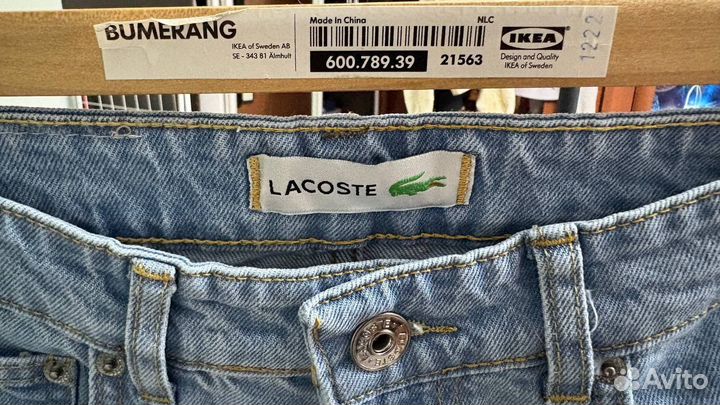 BUMERANG
IKEA of Sweden AB
SE - 343 81 Älmhult
Made in China
NLC
600.789.39
21563
IKEA
Design and Quality
IKEA of Sweden
1222
LACOSTE
Avito